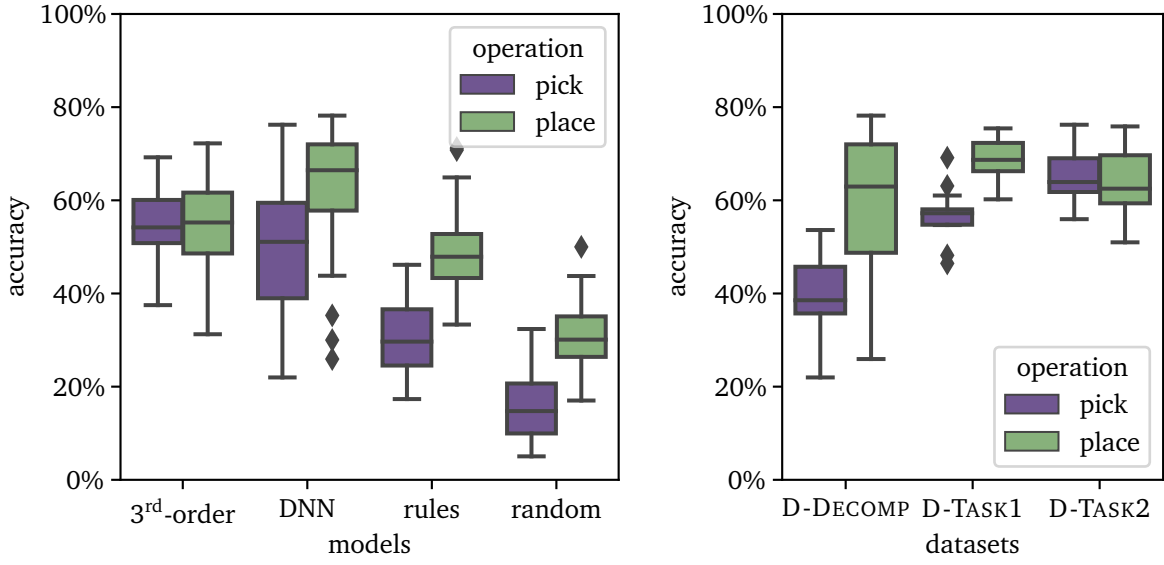 100%
80%
60%
40%
20%
0%
accuracy
operation
pick
place
3rd-order
DNN
rules
random
models
100%
80%
60%
40%
20%
0%
accuracy
operation
pick
place
D-DECOMP
D-TASK1
D-TASK2
datasets